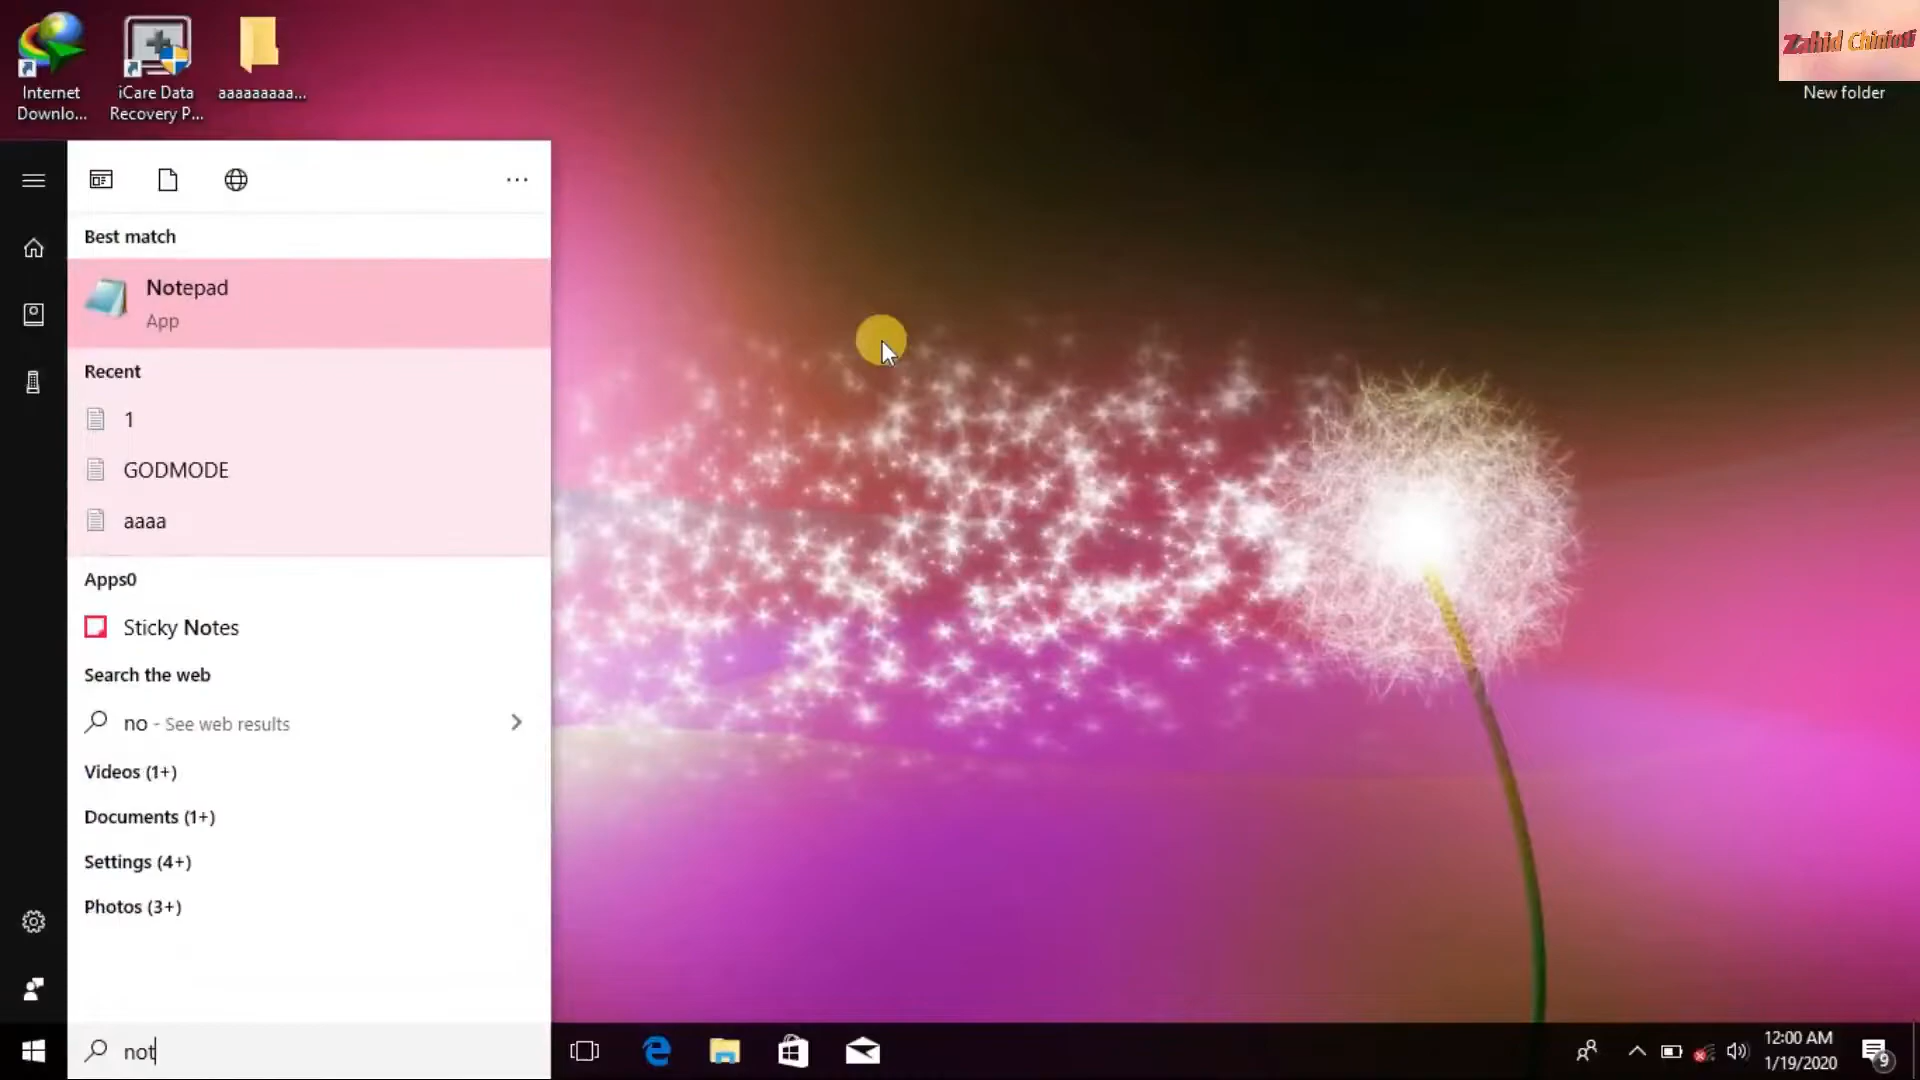 Internet
Downlo...
iCare Data
Recovery P...
aaaaaaaaa...
Zahid Chinioti
New folder
Best match
Notepad
App
Recent
1
GODMODE
aaaa
Apps0
Sticky Notes
Search the web
no - See web results
Videos (1+)
Documents (1+)
Settings (4+)
Photos (3+)
not
12:00 AM
1/19/2020
9